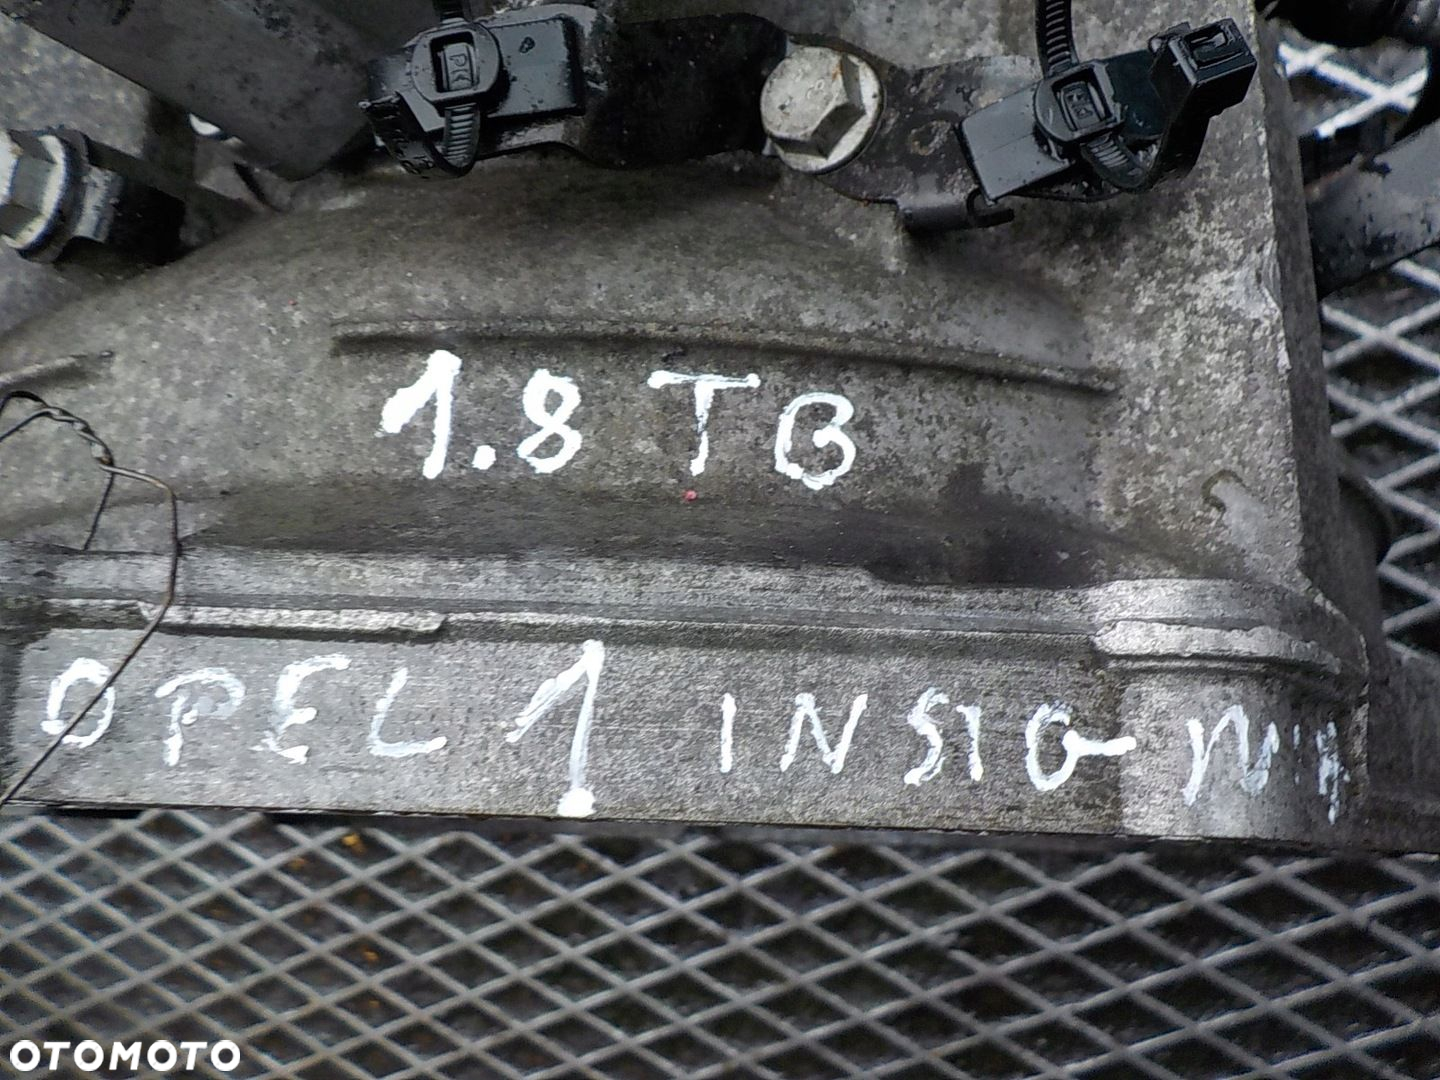 1.8 TB
OPEL 1 INSIGNIA
OTOMOTO